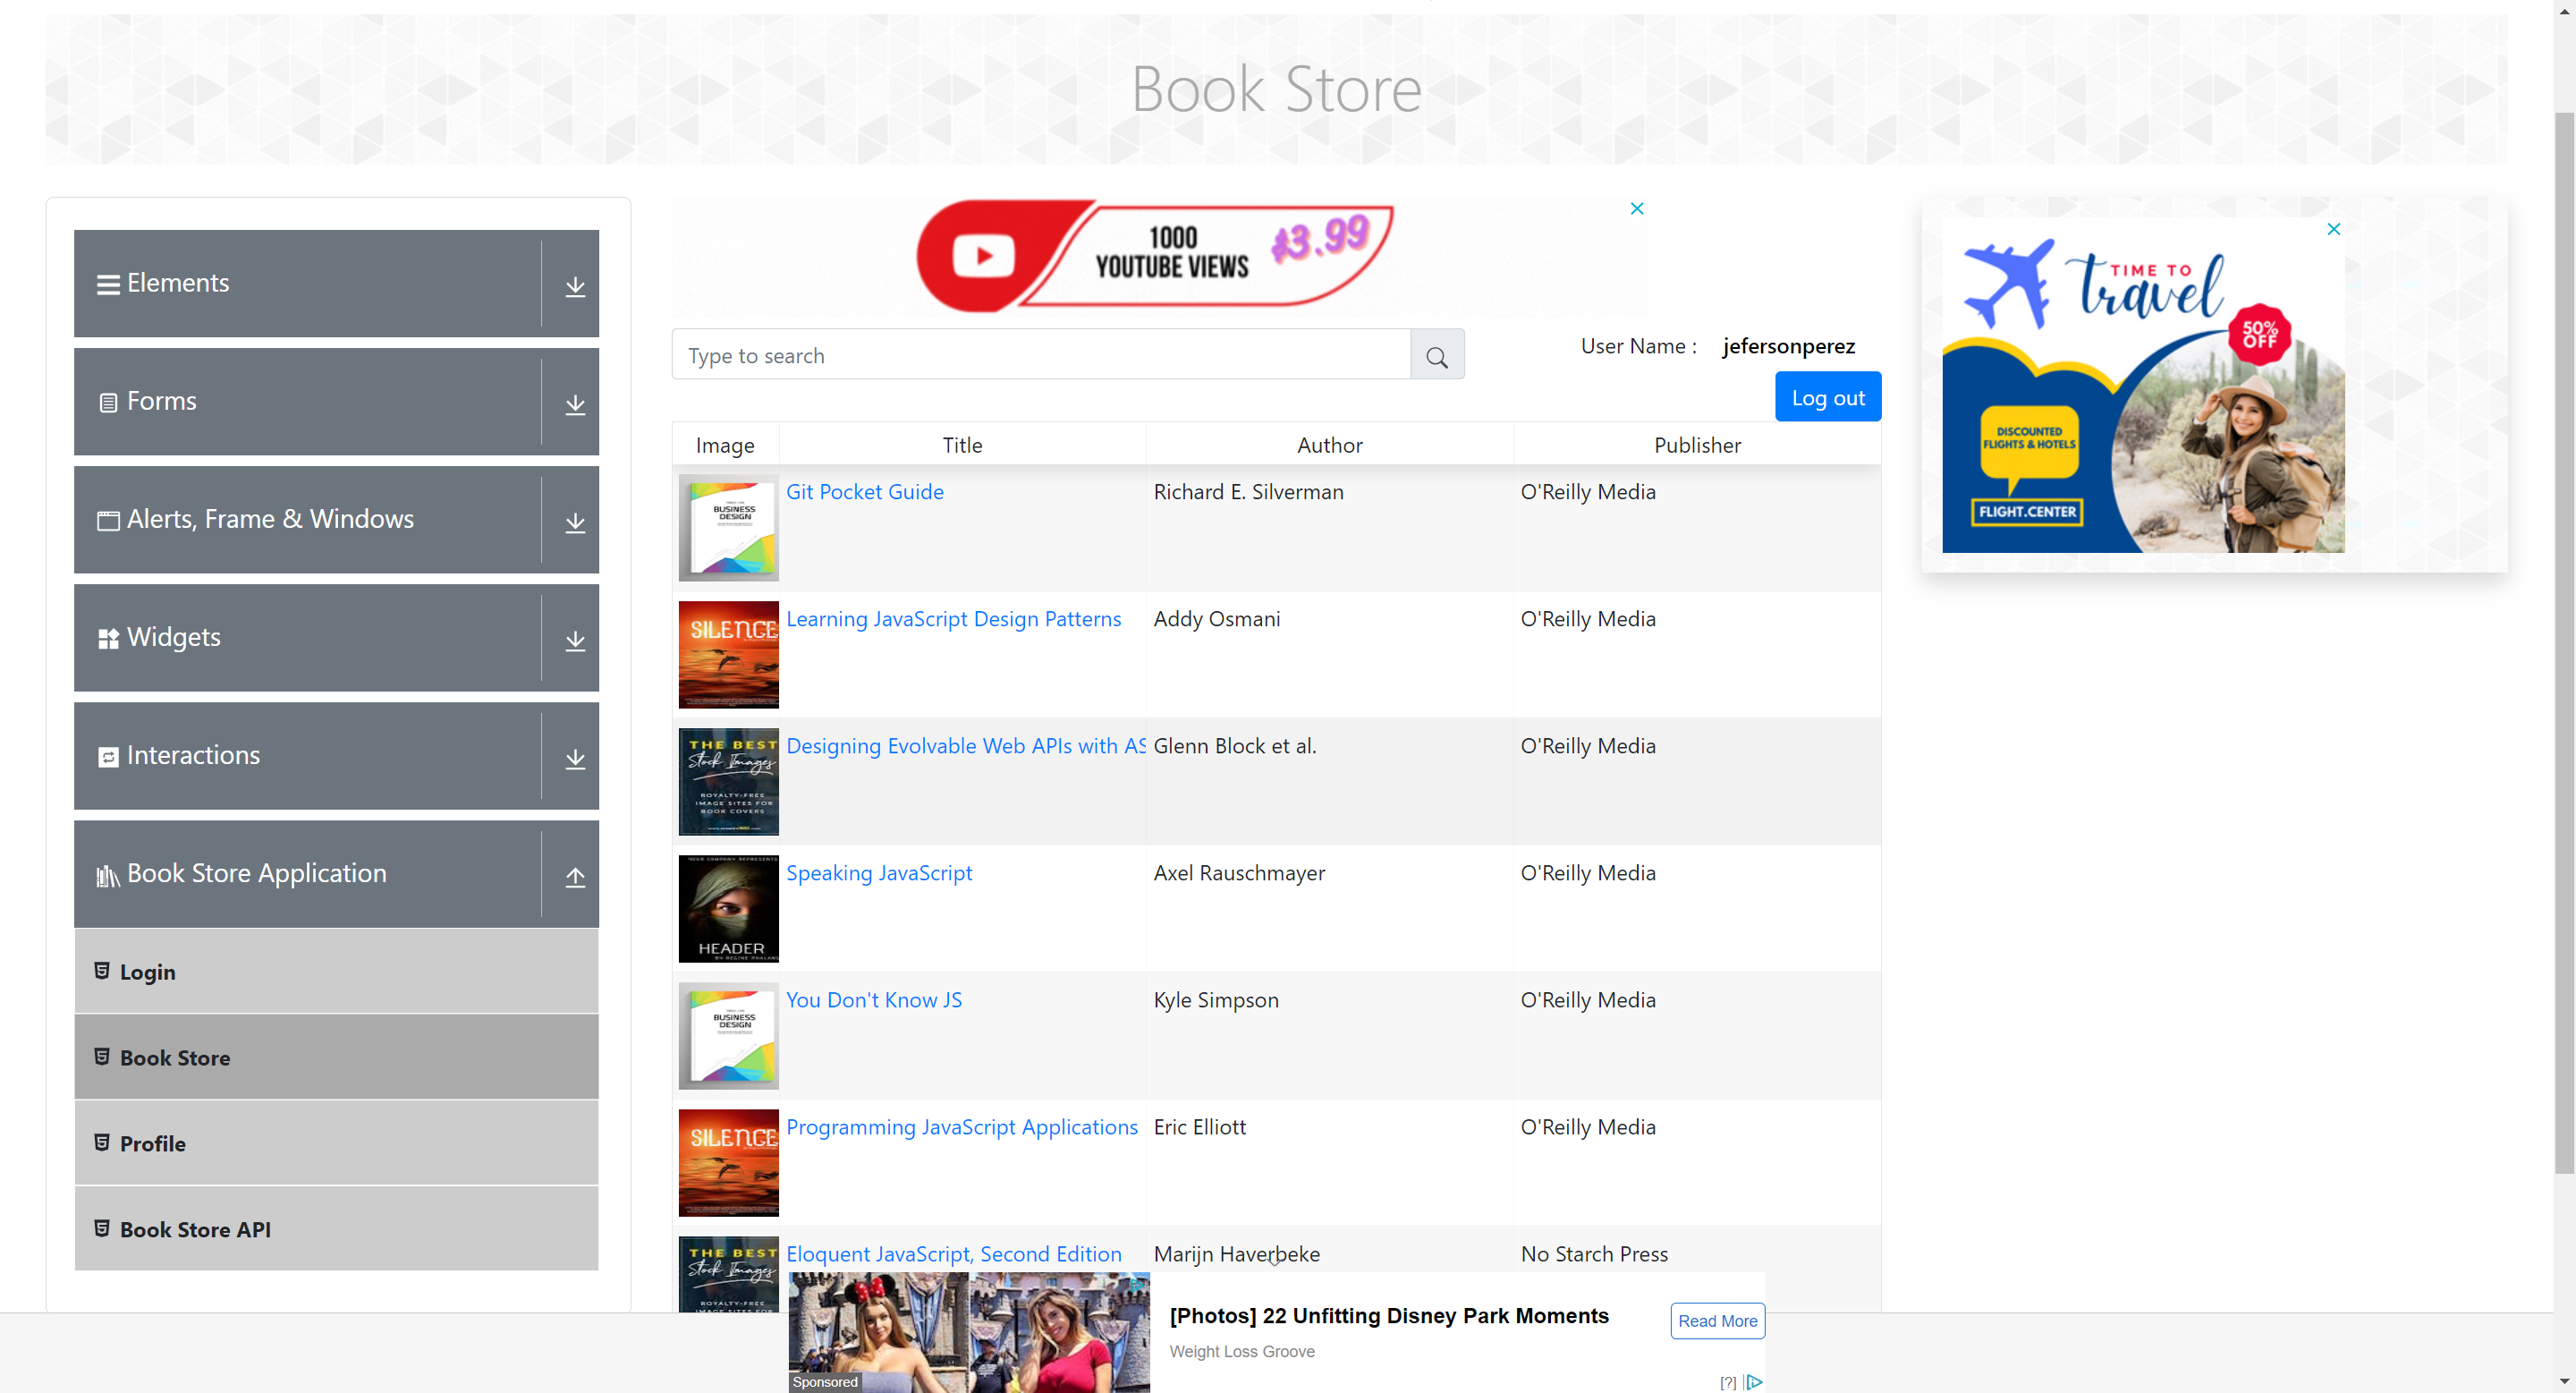 Book Store
Elements
Forms
Alerts, Frame & Windows
Widgets
Interactions
Book Store Application
Login
Book Store
Profile
Book Store API
1000
YOUTUBE VIEWS
$3.99
Type to search
User Name : jefersonperez
Log out
Image Title Author Publisher
BUSINESS
DESIGN
Git Pocket Guide Richard E. Silverman O'Reilly Media
SILENCE
Learning JavaScript Design Patterns Addy Osmani O'Reilly Media
THE BEST
Stock Images
ROYALTY-FREE
IMAGE SITES FOR
BOOK COVERS
Designing Evolvable Web APIs with AS Glenn Block et al. O'Reilly Media
YOUR COMPANY REPRESENTS
HEADER
Speaking JavaScript Axel Rauschmayer O'Reilly Media
BUSINESS
DESIGN
You Don't Know JS Kyle Simpson O'Reilly Media
SILENCE
Programming JavaScript Applications Eric Elliott O'Reilly Media
THE BEST
Stock Images
ROYALTY-FREE
Eloquent JavaScript, Second Edition Marijn Haverbeke No Starch Press
TIME TO
travel
50%
OFF
DISCOUNTED
FLIGHTS & HOTELS
FLIGHT.CENTER
[Photos] 22 Unfitting Disney Park Moments
Weight Loss Groove
Read More
Sponsored
[?]